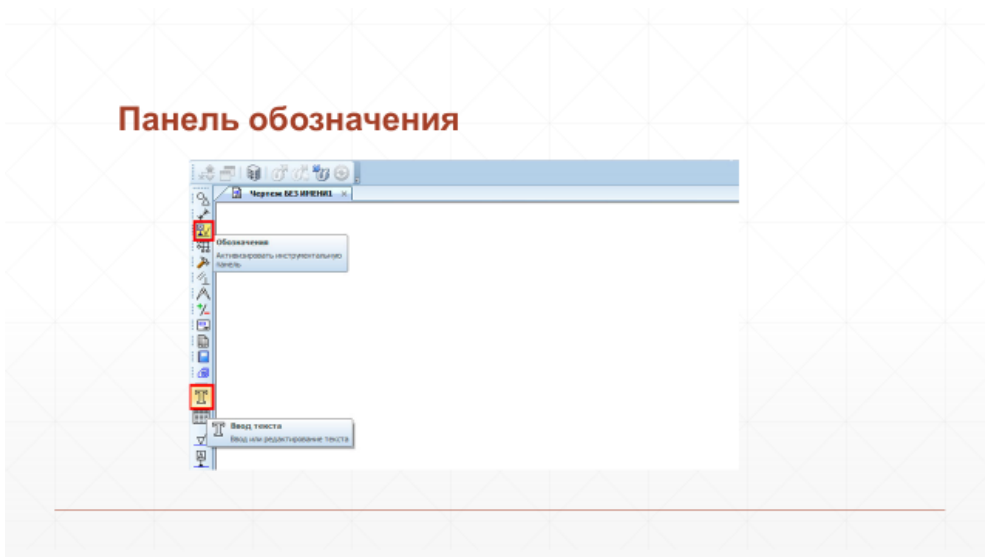 Панель обозначения
Чертеж БЕЗ ИМЕНИ1
Обозначения
Активизировать инструментальную
панель
Ввод текста
Ввод или редактирование текста